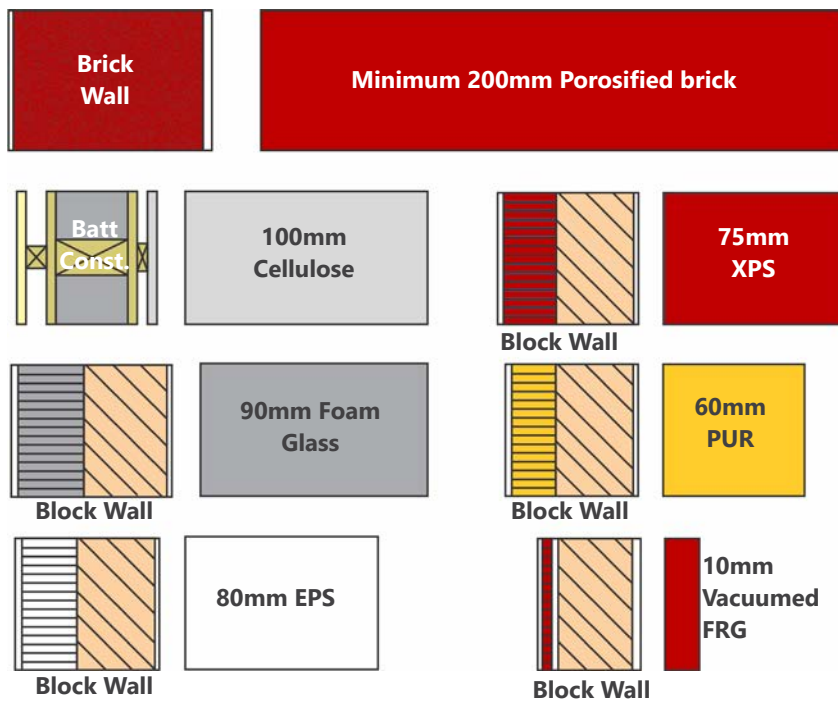 Brick
Wall
Minimum 200mm Porosified brick
Batt
Const.
100mm
Cellulose
75mm
XPS
Block Wall
90mm Foam
Glass
Block Wall
60mm
PUR
Block Wall
80mm EPS
Block Wall
10mm
Vacuumed
FRG
Block Wall